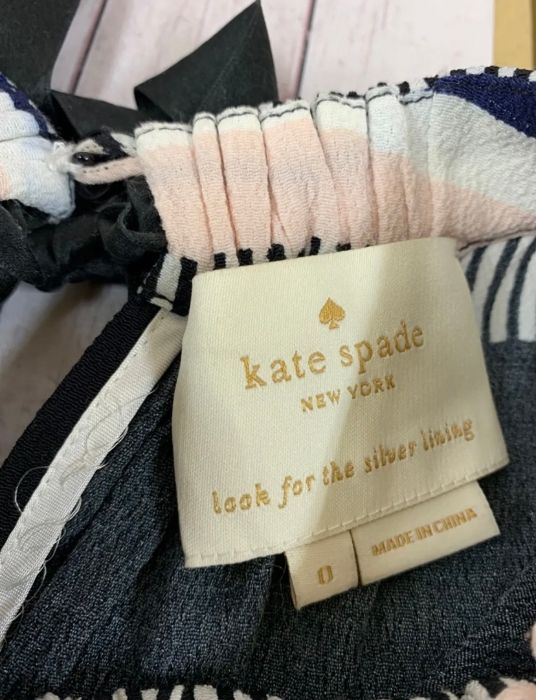 kate spade
NEW YORK
look for the silver lining
0
MADE IN CHINA